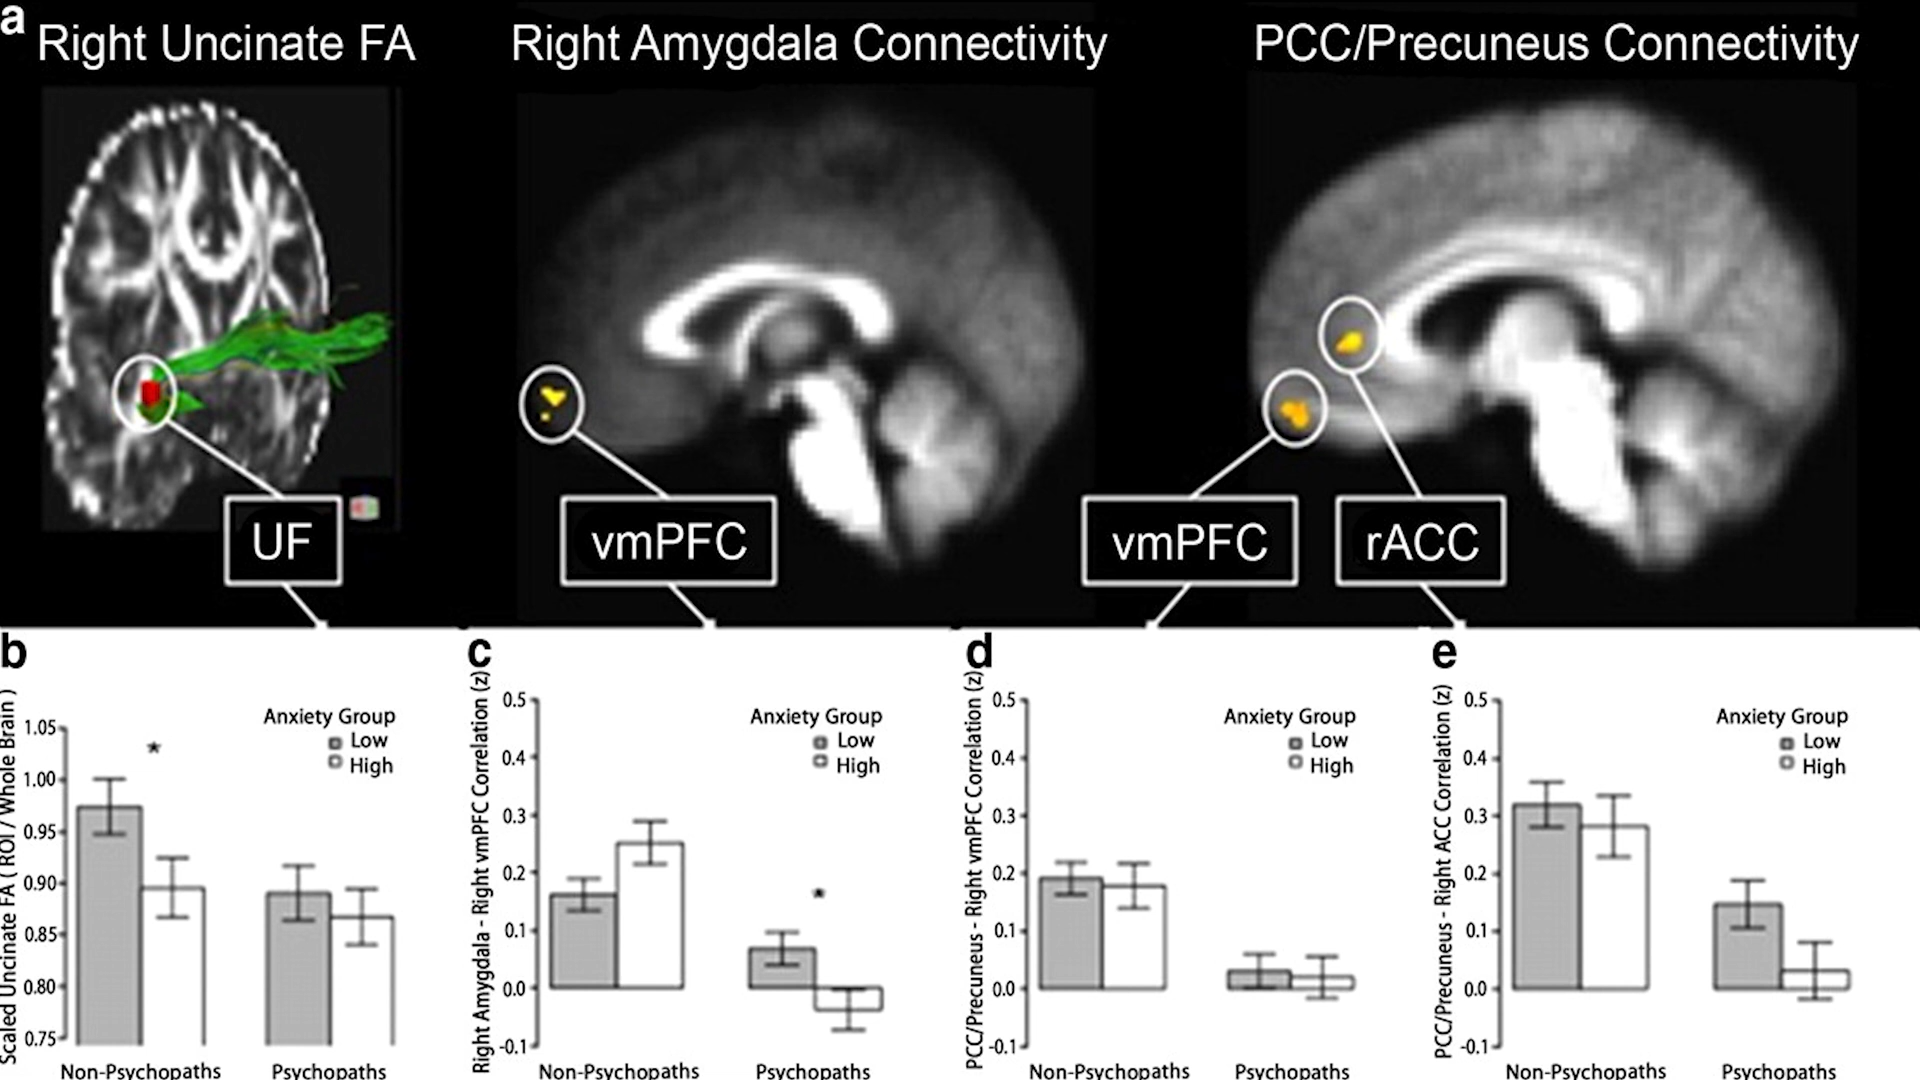 a
Right Uncinate FA
Right Amygdala Connectivity
PCC/Precuneus Connectivity
UF
vmPFC
vmPFC
rACC
b
Scaled Uncinate FA ( ROI / Whole Brain )
1.05
1.00
0.95
0.90
0.85
0.80
0.75
*
Anxiety Group
Low
High
Non-Psychopaths
Psychopaths
c
Right Amygdala - Right vmPFC Correlation (z)
0.5
0.4
0.3
0.2
0.1
0.0
-0.1
Anxiety Group
Low
High
*
Non-Psychopaths
Psychopaths
d
PCC/Precuneus - Right vmPFC Correlation (z)
0.5
0.4
0.3
0.2
0.1
0.0
-0.1
Anxiety Group
Low
High
Non-Psychopaths
Psychopaths
e
PCC/Precuneus - Right ACC Correlation (z)
0.5
0.4
0.3
0.2
0.1
0.0
-0.1
Anxiety Group
Low
High
Non-Psychopaths
Psychopaths